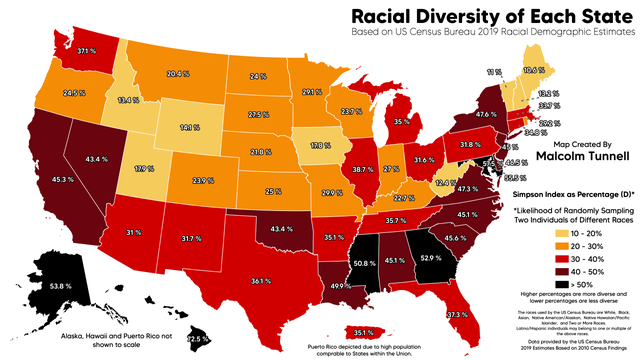 Racial Diversity of Each State
Based on US Census Bureau 2019 Racial Demographic Estimates
37.1 %
20.4 %
24 %
29.1 %
11 %
10.6 %
24.5 %
13.4 %
27.5 %
23.7 %
35 %
47.6 %
13.2 %
33.7 %
29.2 %
34.8 %
14.1 %
17.8 %
31.8 %
45 %
Map Created By
Malcolm Tunnell
43.4 %
17.9 %
23.9 %
21.8 %
38.7 %
27 %
31.6 %
12.4 %
46.5 %
45.3 %
25 %
29.9 %
22.7 %
47.3 %
Simpson Index as Percentage (D)*
31 %
31.7 %
43.4 %
35.1 %
35.7 %
45.1 %
*Likelihood of Randomly Sampling
Two Individuals of Different Races
45.6 %
10 - 20%
20 - 30%
30 - 40%
40 - 50%
> 50%
36.1 %
49.9%
50.8 %
45.1 %
52.9 %
53.8 %
37.3 %
Higher percentages are more diverse and
lower percentages are less diverse
35.1 %
Alaska, Hawaii and Puerto Rico not
shown to scale
Puerto Rico depicted due to high population
comprable to States within the Union.
The races used by the US Census Bureau are White, Black,
Asian, Native American/Alaskan, Native Hawaiian/Pacific
Islander, and Two or More Races.
Latino/Hispanic individuals may belong to one or multiple of
the above races.
Data provided by the US Census Bureau
2019 Estimates Based on 2010 Census Findings